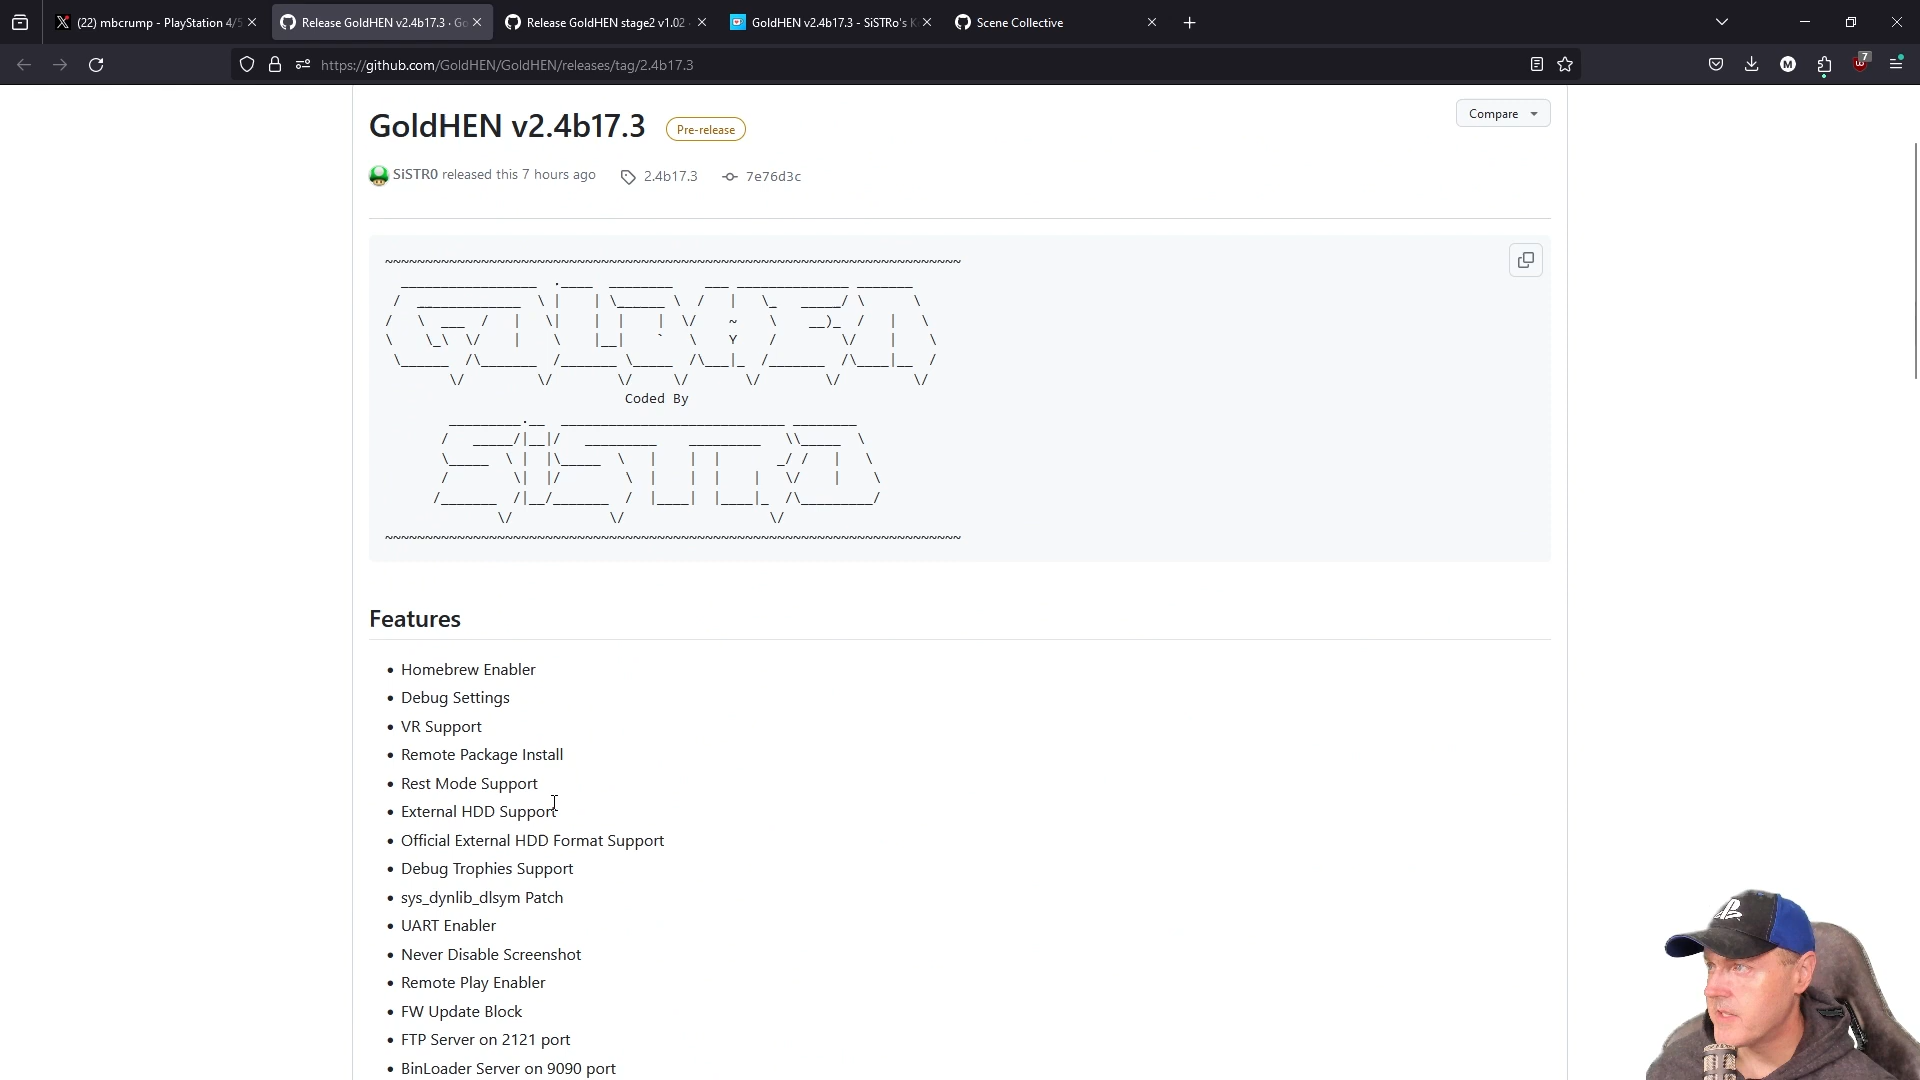 (22) mbcrump - PlayStation 4/5
Release GoldHEN v2.4b17.3 · Go
Release GoldHEN stage2 v1.02
GoldHEN v2.4b17.3 - SiSTRo's K
Scene Collective
https://github.com/GoldHEN/GoldHEN/releases/tag/2.4b17.3
M
7
GoldHEN v2.4b17.3
Pre-release
Compare
SiSTR0 released this 7 hours ago
2.4b17.3
7e76d3c
GOLDHEN
Coded By
SiSTRO
Features
• Homebrew Enabler
• Debug Settings
• VR Support
• Remote Package Install
• Rest Mode Support
• External HDD Support
• Official External HDD Format Support
• Debug Trophies Support
• sys_dynlib_dlsym Patch
• UART Enabler
• Never Disable Screenshot
• Remote Play Enabler
• FW Update Block
• FTP Server on 2121 port
• BinLoader Server on 9090 port